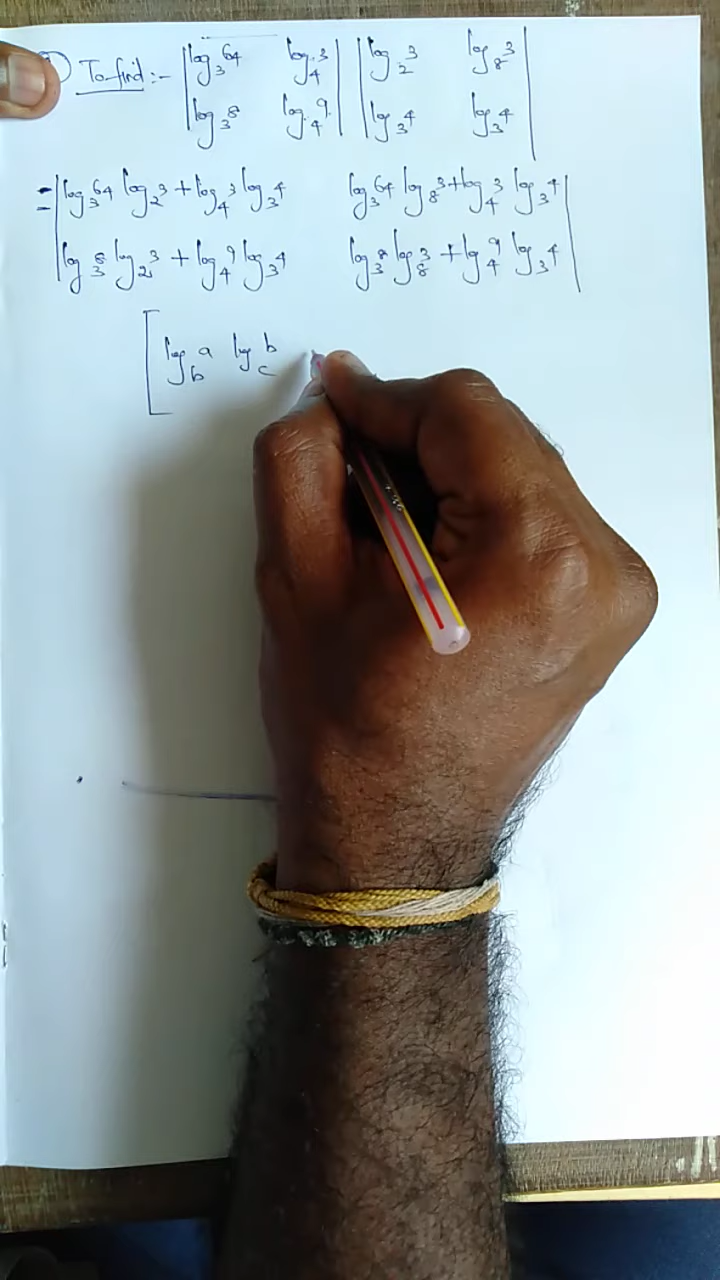 To find :- | log₃64 log₄3 | | log₂3 log₈3 |
| log₃8 log₄9 | | log₃4 log₃4 |
= | log₃64 log₂3 + log₄3 log₃4 log₃64 log₈3 + log₄3 log₃4 |
| log₃8 log₂3 + log₄9 log₃4 log₃8 log₈3 + log₄9 log₃4 |
[ log_b a log_c b